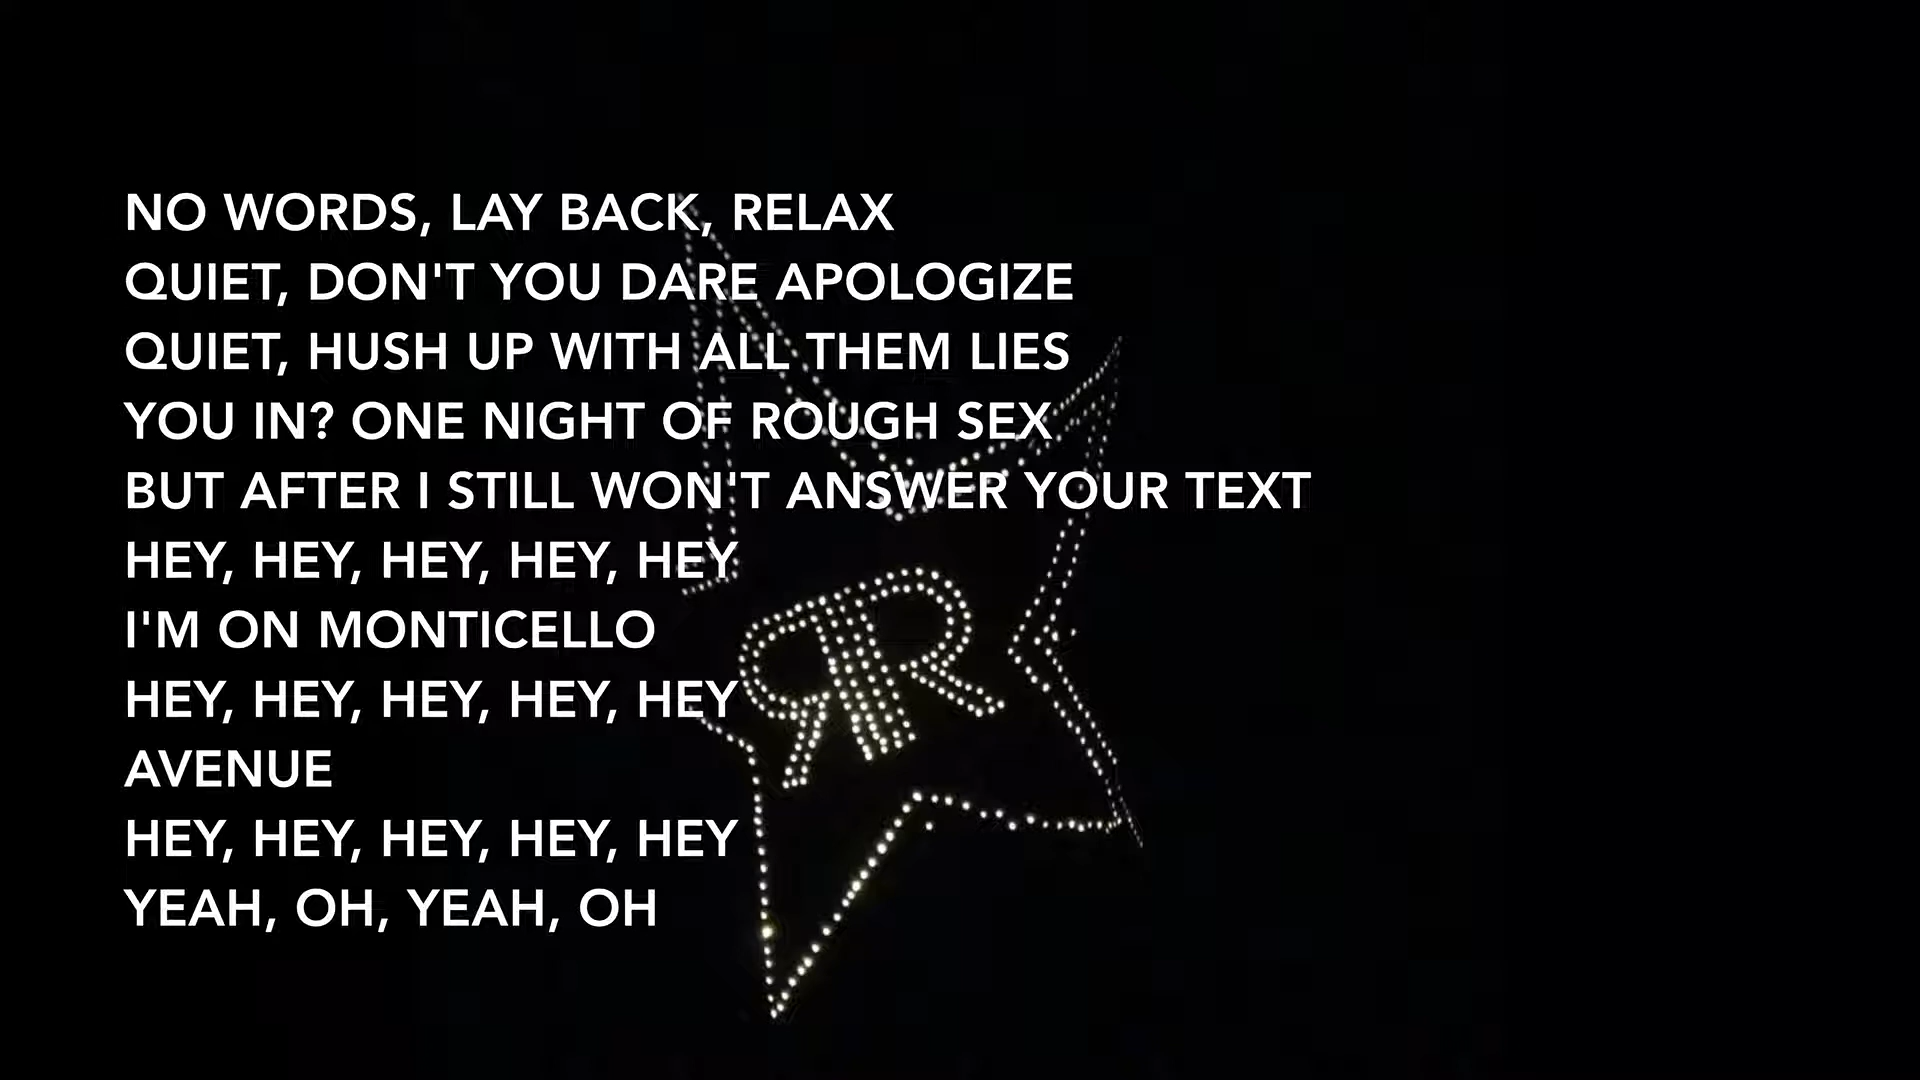 NO WORDS, LAY BACK, RELAX
QUIET, DON'T YOU DARE APOLOGIZE
QUIET, HUSH UP WITH ALL THEM LIES
YOU IN? ONE NIGHT OF ROUGH SEX
BUT AFTER I STILL WON'T ANSWER YOUR TEXT
HEY, HEY, HEY, HEY, HEY
I'M ON MONTICELLO
HEY, HEY, HEY, HEY, HEY
AVENUE
HEY, HEY, HEY, HEY, HEY
YEAH, OH, YEAH, OH